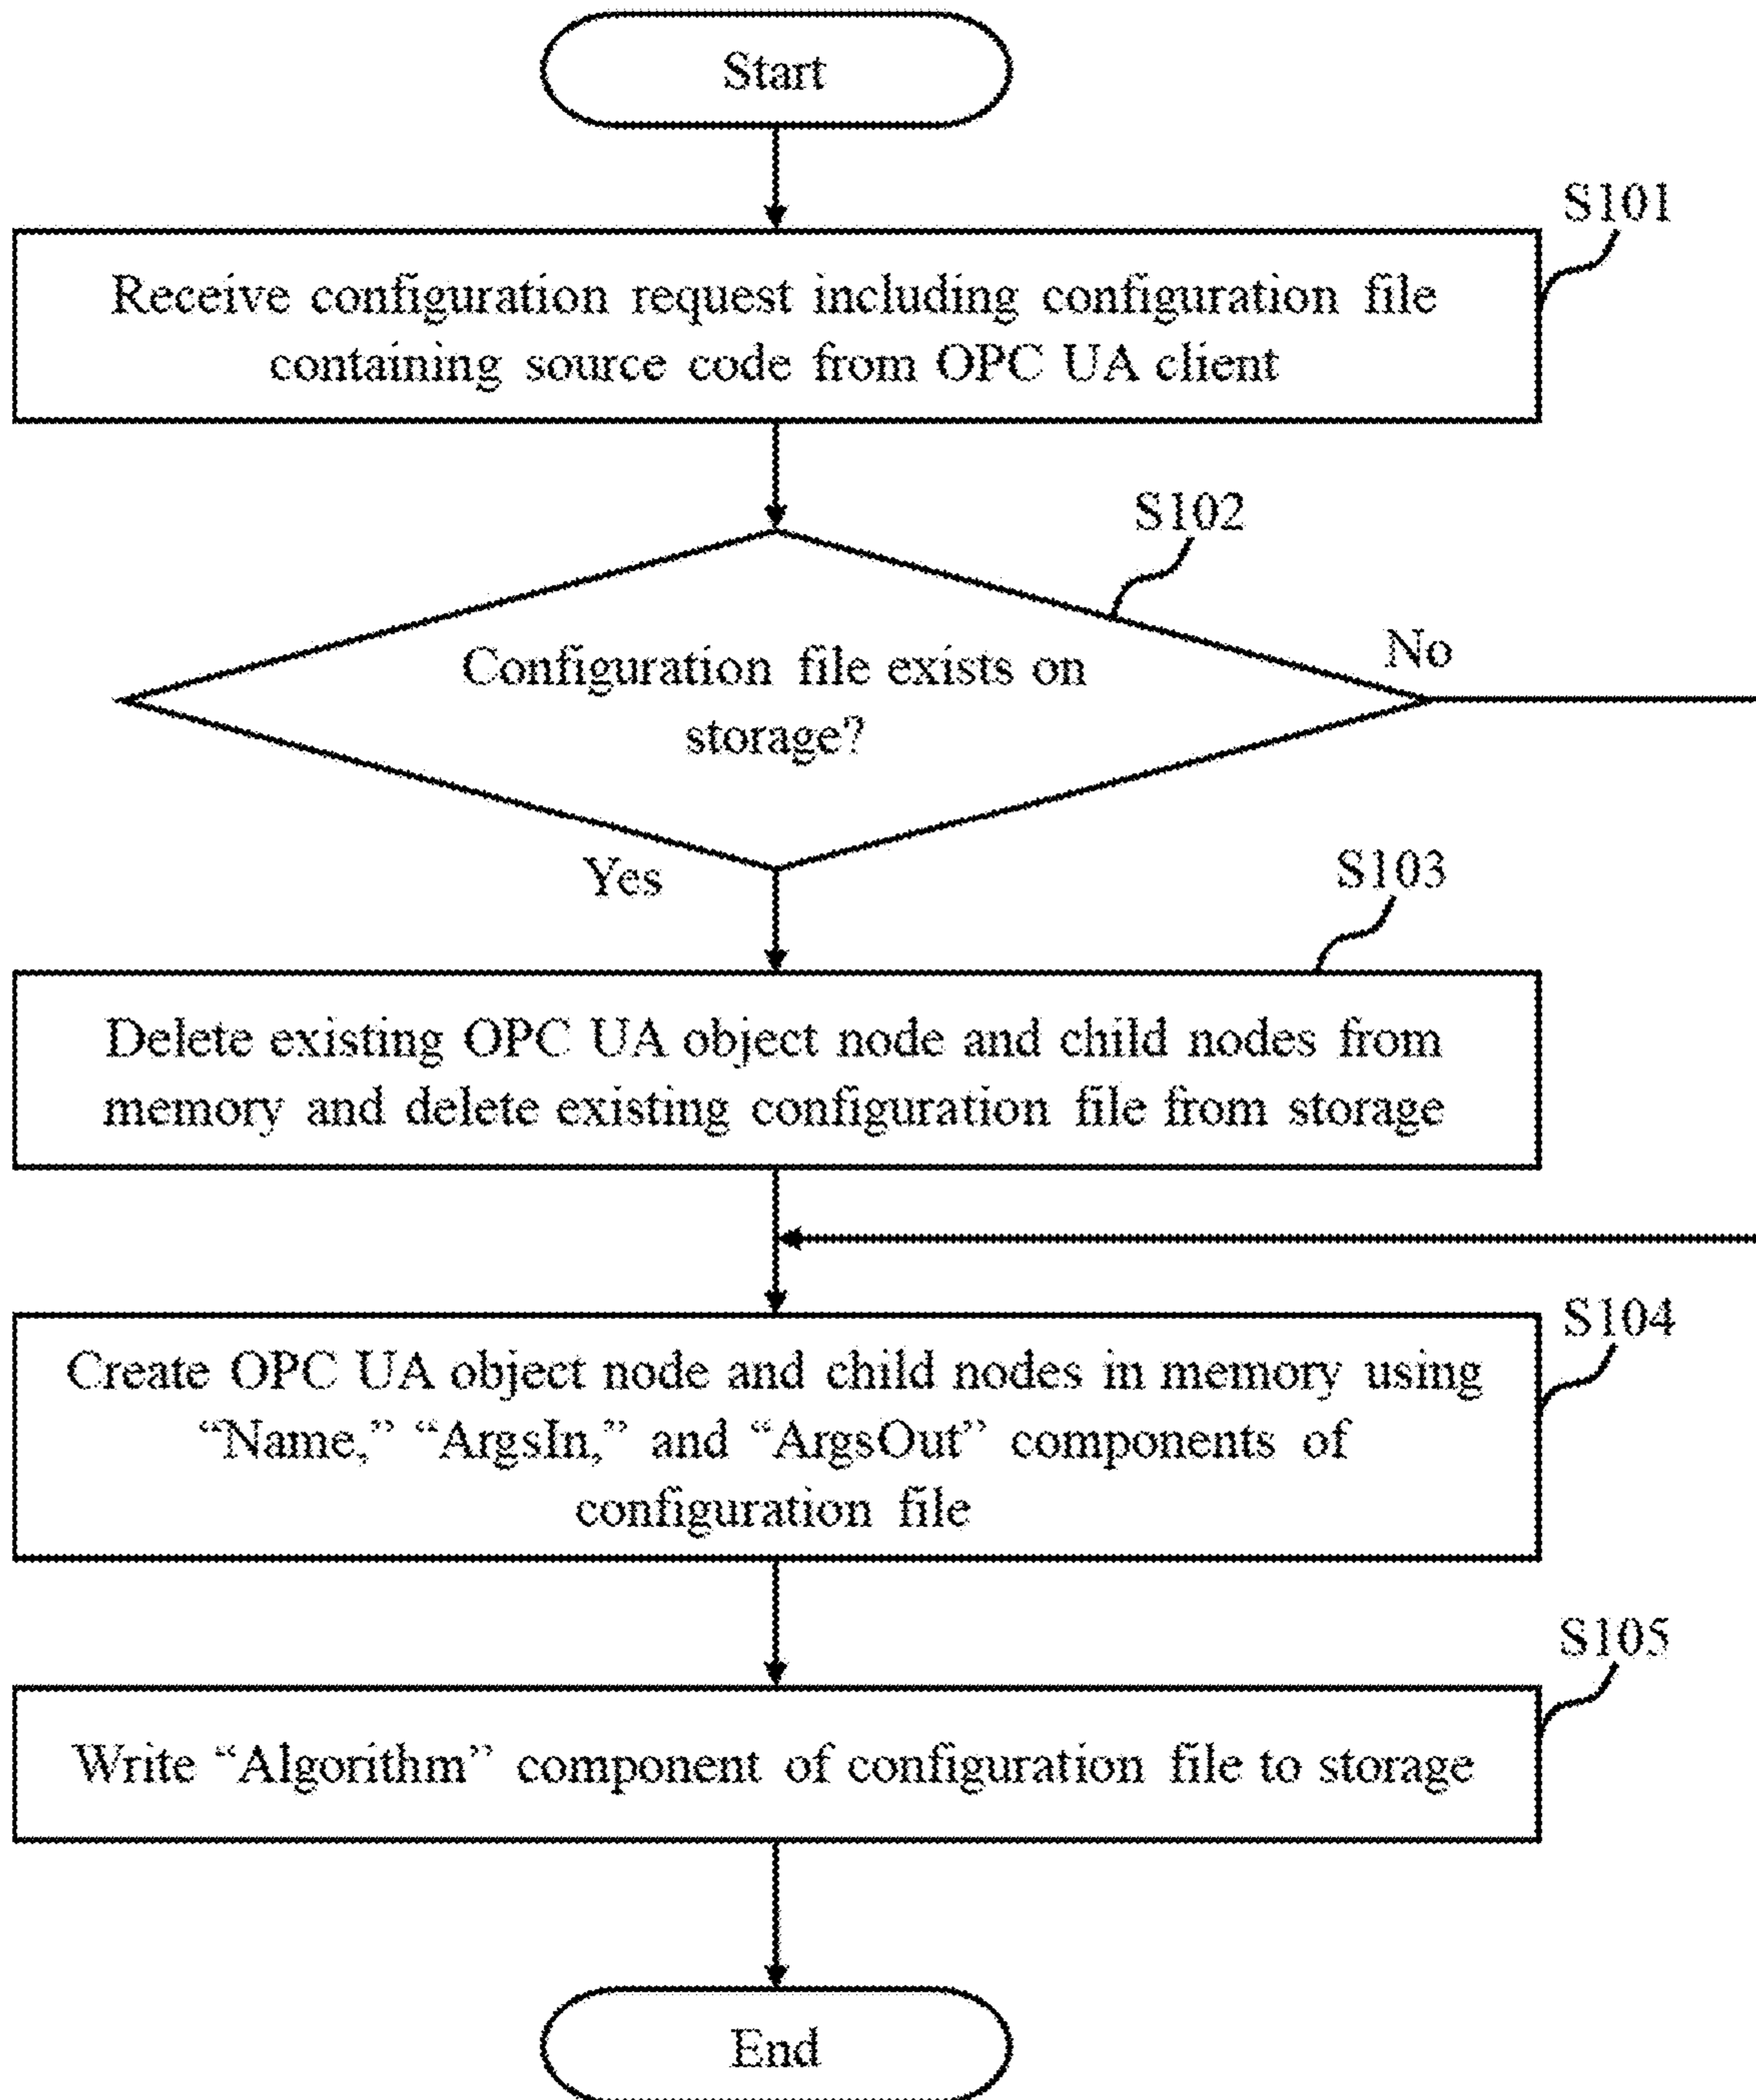 Start
S101
Receive configuration request including configuration file
containing source code from OPC UA client
S102
Configuration file exists on
storage?
No
Yes
S103
Delete existing OPC UA object node and child nodes from
memory and delete existing configuration file from storage
S104
Create OPC UA object node and child nodes in memory using
“Name,” “ArgsIn,” and “ArgsOut” components of
configuration file
S105
Write “Algorithm” component of configuration file to storage
End